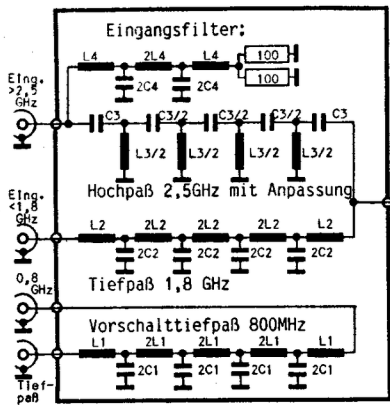 Eingangsfilter:
L4 2L4 L4 100
100
2C4 2C4
Eing.
>2,5
GHz
C3 C3/2 C3/2 C3/2 C3
L3/2 L3/2 L3/2 L3/2
Hochpaß 2,5GHz mit Anpassung
Eing.
<1,8
GHz
L2 2L2 2L2 2L2 L2
2C2 2C2 2C2 2C2
Tiefpaß 1,8 GHz
0,8
GHz
Vorschalttiefpaß 800MHz
L1 2L1 2L1 2L1 L1
2C1 2C1 2C1 2C1
Tief-
paß